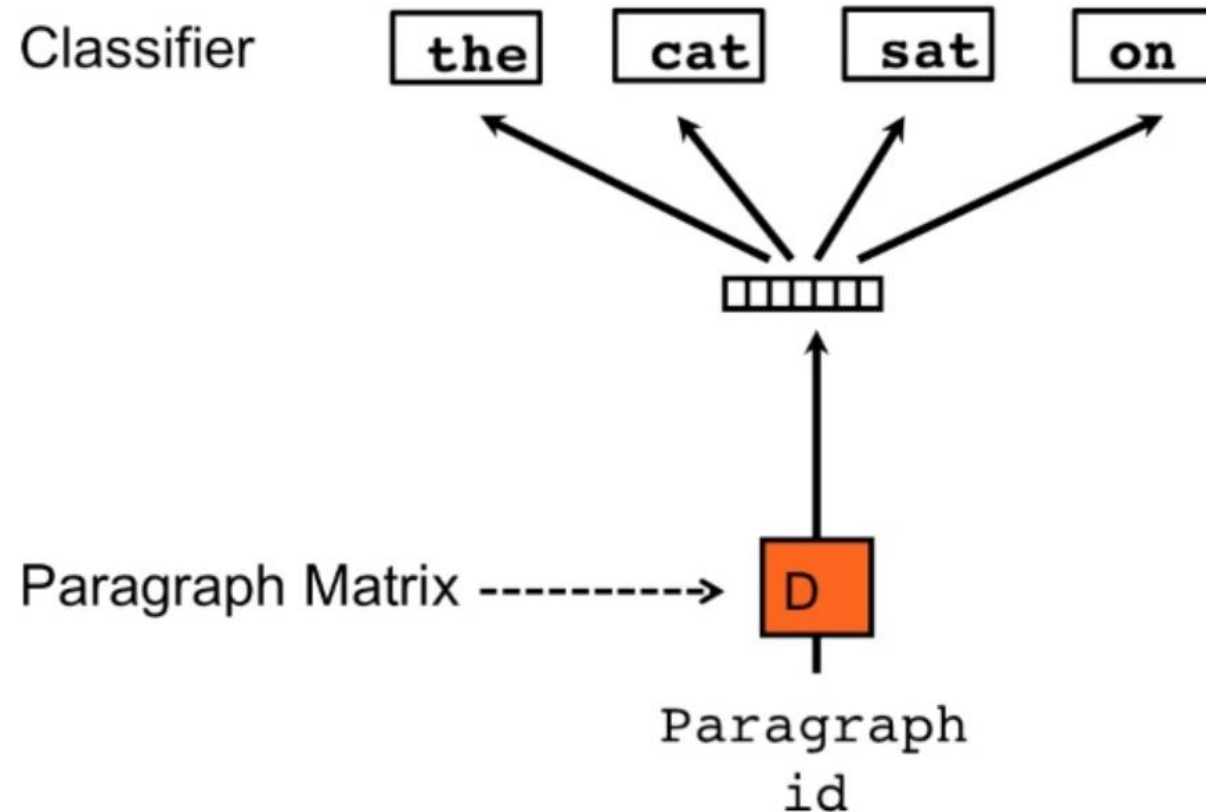 Classifier
the cat sat on
Paragraph Matrix
D
Paragraph
id